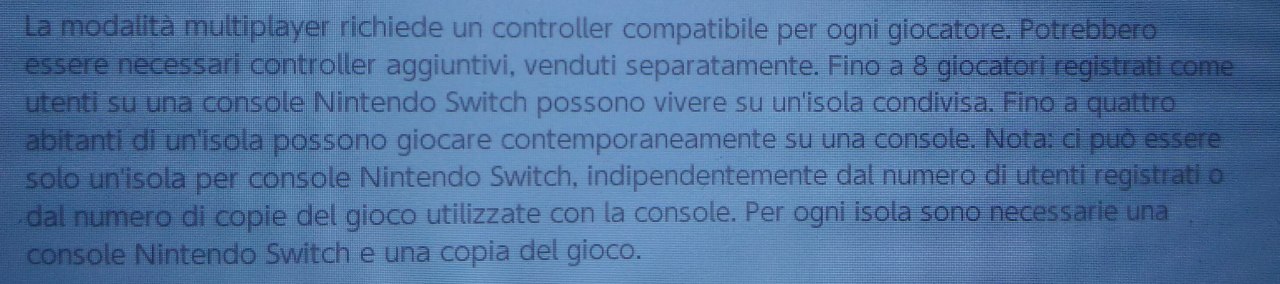 La modalità multiplayer richiede un controller compatibile per ogni giocatore. Potrebbero
essere necessari controller aggiuntivi, venduti separatamente. Fino a 8 giocatori registrati come
utenti su una console Nintendo Switch possono vivere su un'isola condivisa. Fino a quattro
abitanti di un'isola possono giocare contemporaneamente su una console. Nota: ci può essere
solo un'isola per console Nintendo Switch, indipendentemente dal numero di utenti registrati o
dal numero di copie del gioco utilizzate con la console. Per ogni isola sono necessarie una
console Nintendo Switch e una copia del gioco.